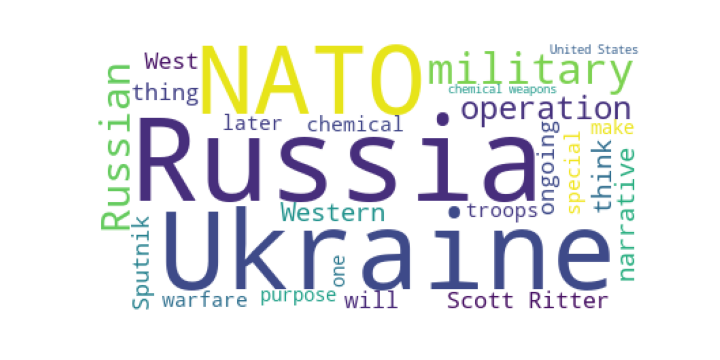 United States
West
NATO
military
chemical weapons
thing
operation
Russian
later
chemical
Russia
ongoing
special
make
think
narrative
Western
troops
Ukraine
Sputnik
one
warfare
purpose
will
Scott Ritter